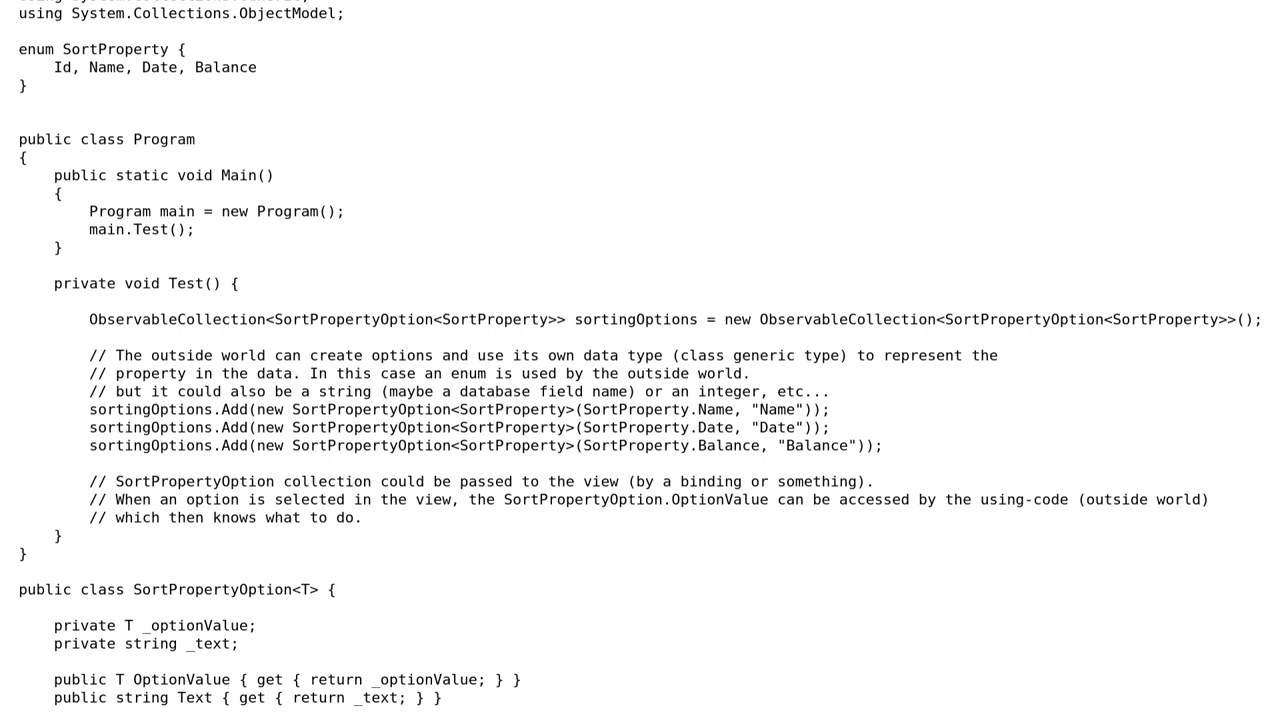 using System.Collections.ObjectModel;
enum SortProperty {
    Id, Name, Date, Balance
}
public class Program
{
    public static void Main()
    {
        Program main = new Program();
        main.Test();
    }
    private void Test() {
        ObservableCollection<SortPropertyOption<SortProperty>> sortingOptions = new ObservableCollection<SortPropertyOption<SortProperty>>();
        // The outside world can create options and use its own data type (class generic type) to represent the
        // property in the data. In this case an enum is used by the outside world.
        // but it could also be a string (maybe a database field name) or an integer, etc...
        sortingOptions.Add(new SortPropertyOption<SortProperty>(SortProperty.Name, "Name"));
        sortingOptions.Add(new SortPropertyOption<SortProperty>(SortProperty.Date, "Date"));
        sortingOptions.Add(new SortPropertyOption<SortProperty>(SortProperty.Balance, "Balance"));
        // SortPropertyOption collection could be passed to the view (by a binding or something).
        // When an option is selected in the view, the SortPropertyOption.OptionValue can be accessed by the using-code (outside world)
        // which then knows what to do.
    }
}
public class SortPropertyOption<T> {
    private T _optionValue;
    private string _text;
    public T OptionValue { get { return _optionValue; } }
    public string Text { get { return _text; } }